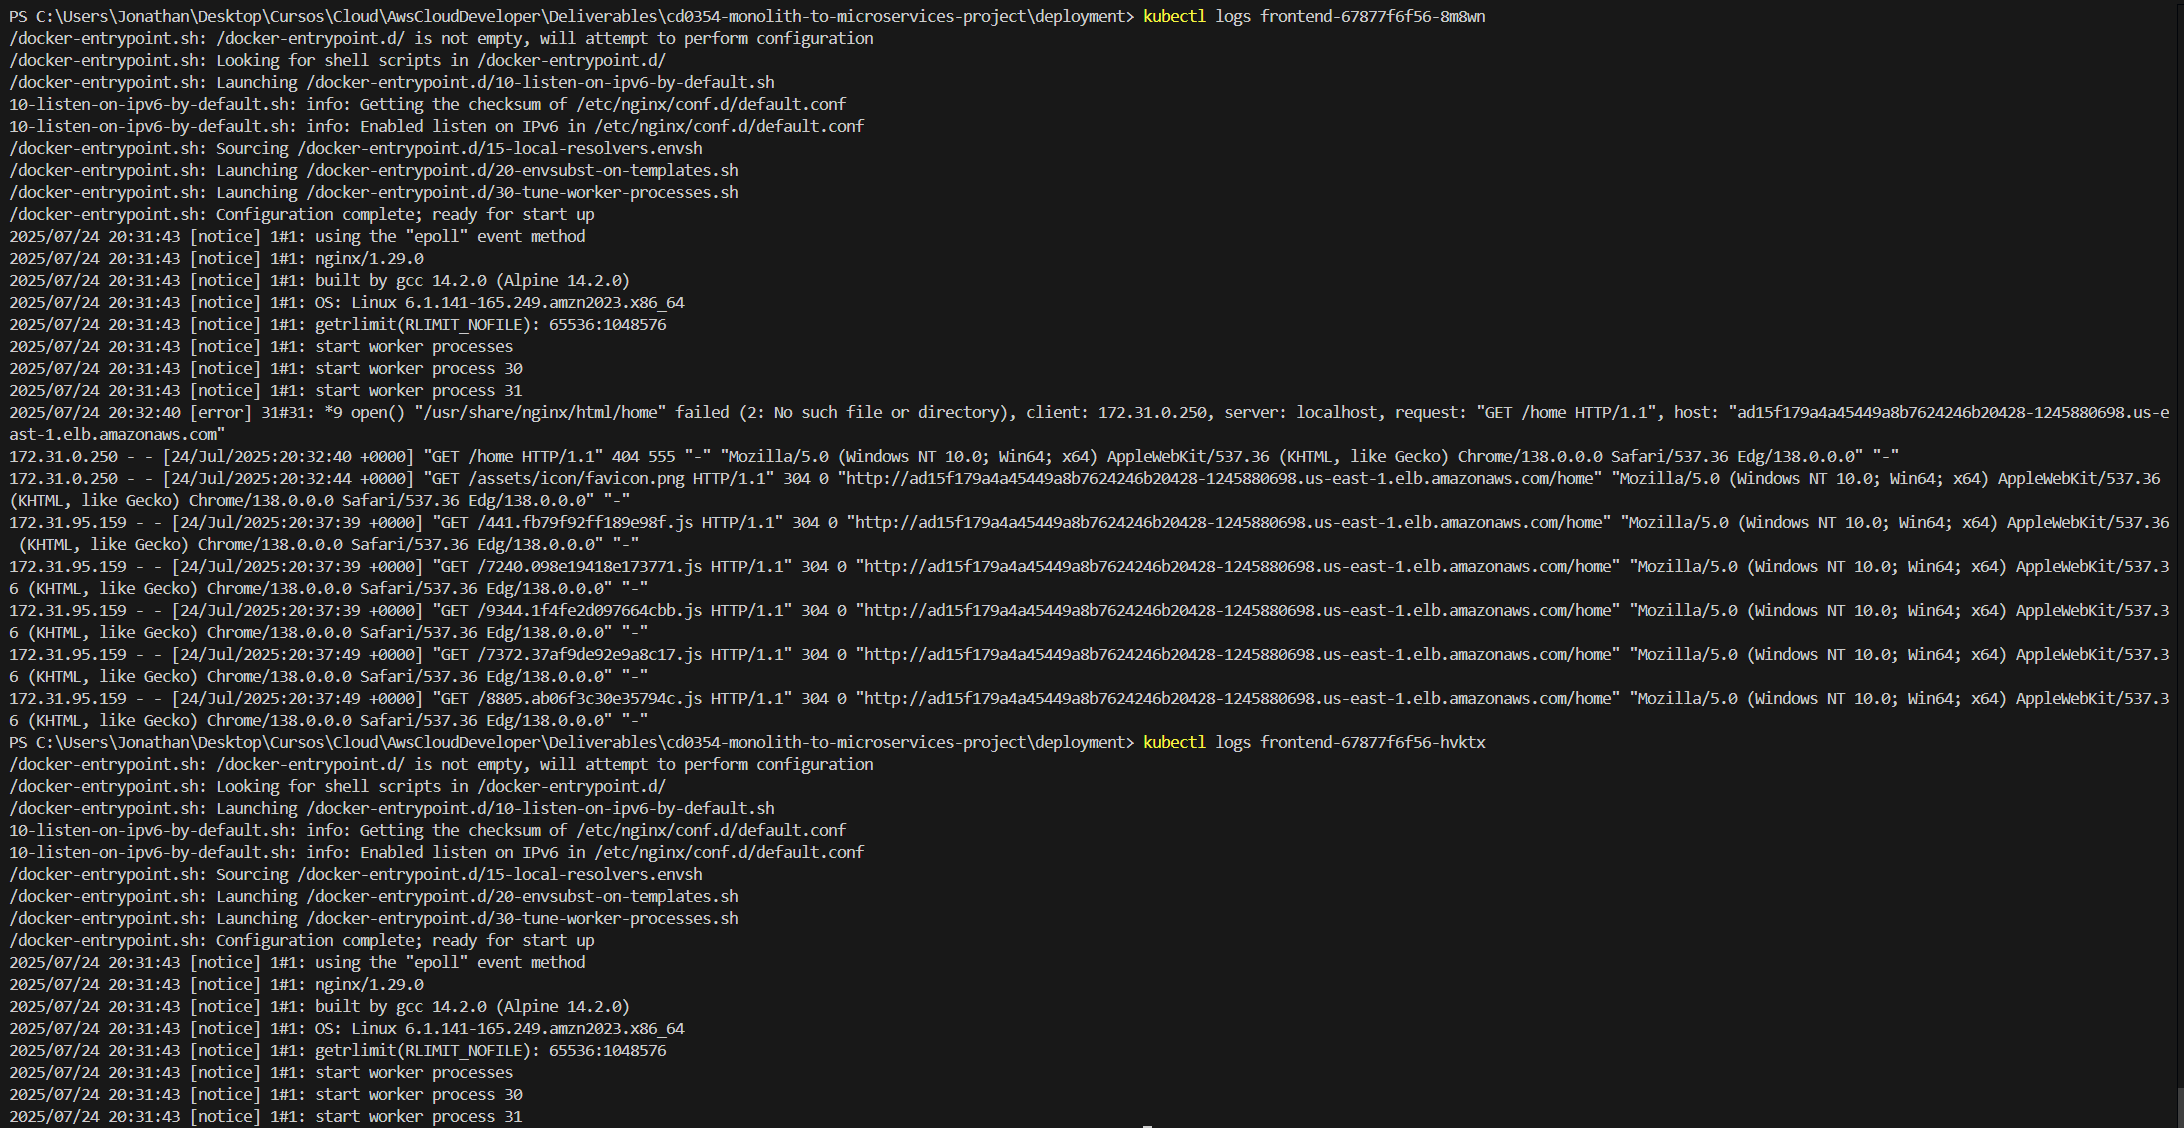 PS C:\Users\Jonathan\Desktop\Cursos\Cloud\AwsCloudDeveloper\Deliverables\cd0354-monolith-to-microservices-project\deployment> kubectl logs frontend-67877f6f56-8m8wn
/docker-entrypoint.sh: /docker-entrypoint.d/ is not empty, will attempt to perform configuration
/docker-entrypoint.sh: Looking for shell scripts in /docker-entrypoint.d/
/docker-entrypoint.sh: Launching /docker-entrypoint.d/10-listen-on-ipv6-by-default.sh
10-listen-on-ipv6-by-default.sh: info: Getting the checksum of /etc/nginx/conf.d/default.conf
10-listen-on-ipv6-by-default.sh: info: Enabled listen on IPv6 in /etc/nginx/conf.d/default.conf
/docker-entrypoint.sh: Sourcing /docker-entrypoint.d/15-local-resolvers.envsh
/docker-entrypoint.sh: Launching /docker-entrypoint.d/20-envsubst-on-templates.sh
/docker-entrypoint.sh: Launching /docker-entrypoint.d/30-tune-worker-processes.sh
/docker-entrypoint.sh: Configuration complete; ready for start up
2025/07/24 20:31:43 [notice] 1#1: using the "epoll" event method
2025/07/24 20:31:43 [notice] 1#1: nginx/1.29.0
2025/07/24 20:31:43 [notice] 1#1: built by gcc 14.2.0 (Alpine 14.2.0)
2025/07/24 20:31:43 [notice] 1#1: OS: Linux 6.1.141-165.249.amzn2023.x86_64
2025/07/24 20:31:43 [notice] 1#1: getrlimit(RLIMIT_NOFILE): 65536:1048576
2025/07/24 20:31:43 [notice] 1#1: start worker processes
2025/07/24 20:31:43 [notice] 1#1: start worker process 30
2025/07/24 20:31:43 [notice] 1#1: start worker process 31
2025/07/24 20:32:40 [error] 31#31: *9 open() "/usr/share/nginx/html/home" failed (2: No such file or directory), client: 172.31.0.250, server: localhost, request: "GET /home HTTP/1.1", host: "ad15f179a4a45449a8b7624246b20428-1245880698.us-e
ast-1.elb.amazonaws.com"
172.31.0.250 - - [24/Jul/2025:20:32:40 +0000] "GET /home HTTP/1.1" 404 555 "-" "Mozilla/5.0 (Windows NT 10.0; Win64; x64) AppleWebKit/537.36 (KHTML, like Gecko) Chrome/138.0.0.0 Safari/537.36 Edg/138.0.0.0" "-"
172.31.0.250 - - [24/Jul/2025:20:32:44 +0000] "GET /assets/icon/favicon.png HTTP/1.1" 304 0 "http://ad15f179a4a45449a8b7624246b20428-1245880698.us-east-1.elb.amazonaws.com/home" "Mozilla/5.0 (Windows NT 10.0; Win64; x64) AppleWebKit/537.36
(KHTML, like Gecko) Chrome/138.0.0.0 Safari/537.36 Edg/138.0.0.0" "-"
172.31.95.159 - - [24/Jul/2025:20:37:39 +0000] "GET /441.fb79f92ff189e98f.js HTTP/1.1" 304 0 "http://ad15f179a4a45449a8b7624246b20428-1245880698.us-east-1.elb.amazonaws.com/home" "Mozilla/5.0 (Windows NT 10.0; Win64; x64) AppleWebKit/537.36
 (KHTML, like Gecko) Chrome/138.0.0.0 Safari/537.36 Edg/138.0.0.0" "-"
172.31.95.159 - - [24/Jul/2025:20:37:39 +0000] "GET /7240.098e19418e173771.js HTTP/1.1" 304 0 "http://ad15f179a4a45449a8b7624246b20428-1245880698.us-east-1.elb.amazonaws.com/home" "Mozilla/5.0 (Windows NT 10.0; Win64; x64) AppleWebKit/537.3
6 (KHTML, like Gecko) Chrome/138.0.0.0 Safari/537.36 Edg/138.0.0.0" "-"
172.31.95.159 - - [24/Jul/2025:20:37:39 +0000] "GET /9344.1f4fe2d097664cbb.js HTTP/1.1" 304 0 "http://ad15f179a4a45449a8b7624246b20428-1245880698.us-east-1.elb.amazonaws.com/home" "Mozilla/5.0 (Windows NT 10.0; Win64; x64) AppleWebKit/537.3
6 (KHTML, like Gecko) Chrome/138.0.0.0 Safari/537.36 Edg/138.0.0.0" "-"
172.31.95.159 - - [24/Jul/2025:20:37:49 +0000] "GET /7372.37af9de92e9a8c17.js HTTP/1.1" 304 0 "http://ad15f179a4a45449a8b7624246b20428-1245880698.us-east-1.elb.amazonaws.com/home" "Mozilla/5.0 (Windows NT 10.0; Win64; x64) AppleWebKit/537.3
6 (KHTML, like Gecko) Chrome/138.0.0.0 Safari/537.36 Edg/138.0.0.0" "-"
172.31.95.159 - - [24/Jul/2025:20:37:49 +0000] "GET /8805.ab06f3c30e35794c.js HTTP/1.1" 304 0 "http://ad15f179a4a45449a8b7624246b20428-1245880698.us-east-1.elb.amazonaws.com/home" "Mozilla/5.0 (Windows NT 10.0; Win64; x64) AppleWebKit/537.3
6 (KHTML, like Gecko) Chrome/138.0.0.0 Safari/537.36 Edg/138.0.0.0" "-"
PS C:\Users\Jonathan\Desktop\Cursos\Cloud\AwsCloudDeveloper\Deliverables\cd0354-monolith-to-microservices-project\deployment> kubectl logs frontend-67877f6f56-hvktx
/docker-entrypoint.sh: /docker-entrypoint.d/ is not empty, will attempt to perform configuration
/docker-entrypoint.sh: Looking for shell scripts in /docker-entrypoint.d/
/docker-entrypoint.sh: Launching /docker-entrypoint.d/10-listen-on-ipv6-by-default.sh
10-listen-on-ipv6-by-default.sh: info: Getting the checksum of /etc/nginx/conf.d/default.conf
10-listen-on-ipv6-by-default.sh: info: Enabled listen on IPv6 in /etc/nginx/conf.d/default.conf
/docker-entrypoint.sh: Sourcing /docker-entrypoint.d/15-local-resolvers.envsh
/docker-entrypoint.sh: Launching /docker-entrypoint.d/20-envsubst-on-templates.sh
/docker-entrypoint.sh: Launching /docker-entrypoint.d/30-tune-worker-processes.sh
/docker-entrypoint.sh: Configuration complete; ready for start up
2025/07/24 20:31:43 [notice] 1#1: using the "epoll" event method
2025/07/24 20:31:43 [notice] 1#1: nginx/1.29.0
2025/07/24 20:31:43 [notice] 1#1: built by gcc 14.2.0 (Alpine 14.2.0)
2025/07/24 20:31:43 [notice] 1#1: OS: Linux 6.1.141-165.249.amzn2023.x86_64
2025/07/24 20:31:43 [notice] 1#1: getrlimit(RLIMIT_NOFILE): 65536:1048576
2025/07/24 20:31:43 [notice] 1#1: start worker processes
2025/07/24 20:31:43 [notice] 1#1: start worker process 30
2025/07/24 20:31:43 [notice] 1#1: start worker process 31